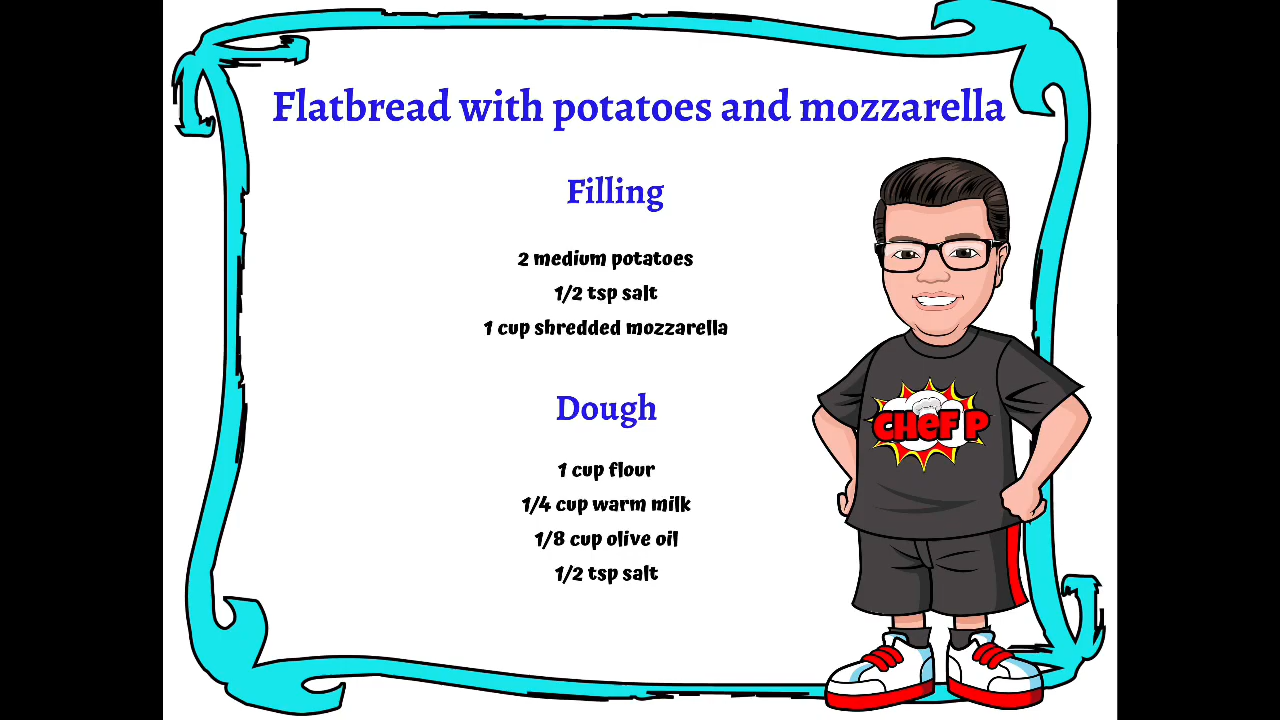 Flatbread with potatoes and mozzarella
Filling
2 medium potatoes
1/2 tsp salt
1 cup shredded mozzarella
Dough
1 cup flour
1/4 cup warm milk
1/8 cup olive oil
1/2 tsp salt
CHeF P